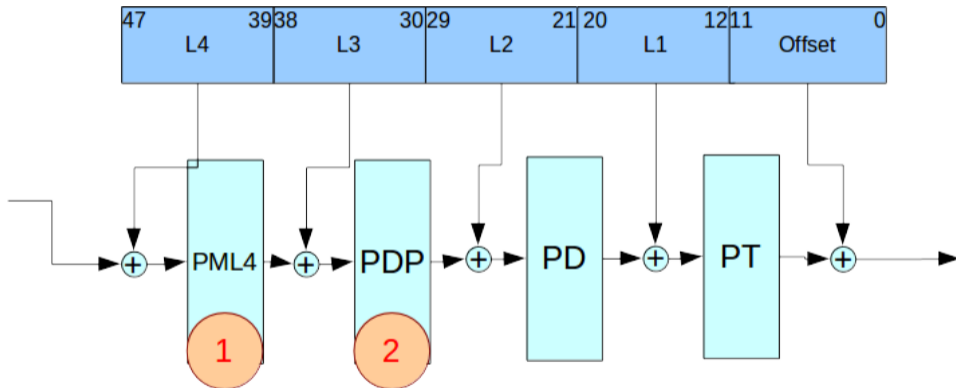 47 39 38 30 29 21 20 12 11 0
L4 L3 L2 L1 Offset
+ PML4 + PDP + PD + PT +
1 2